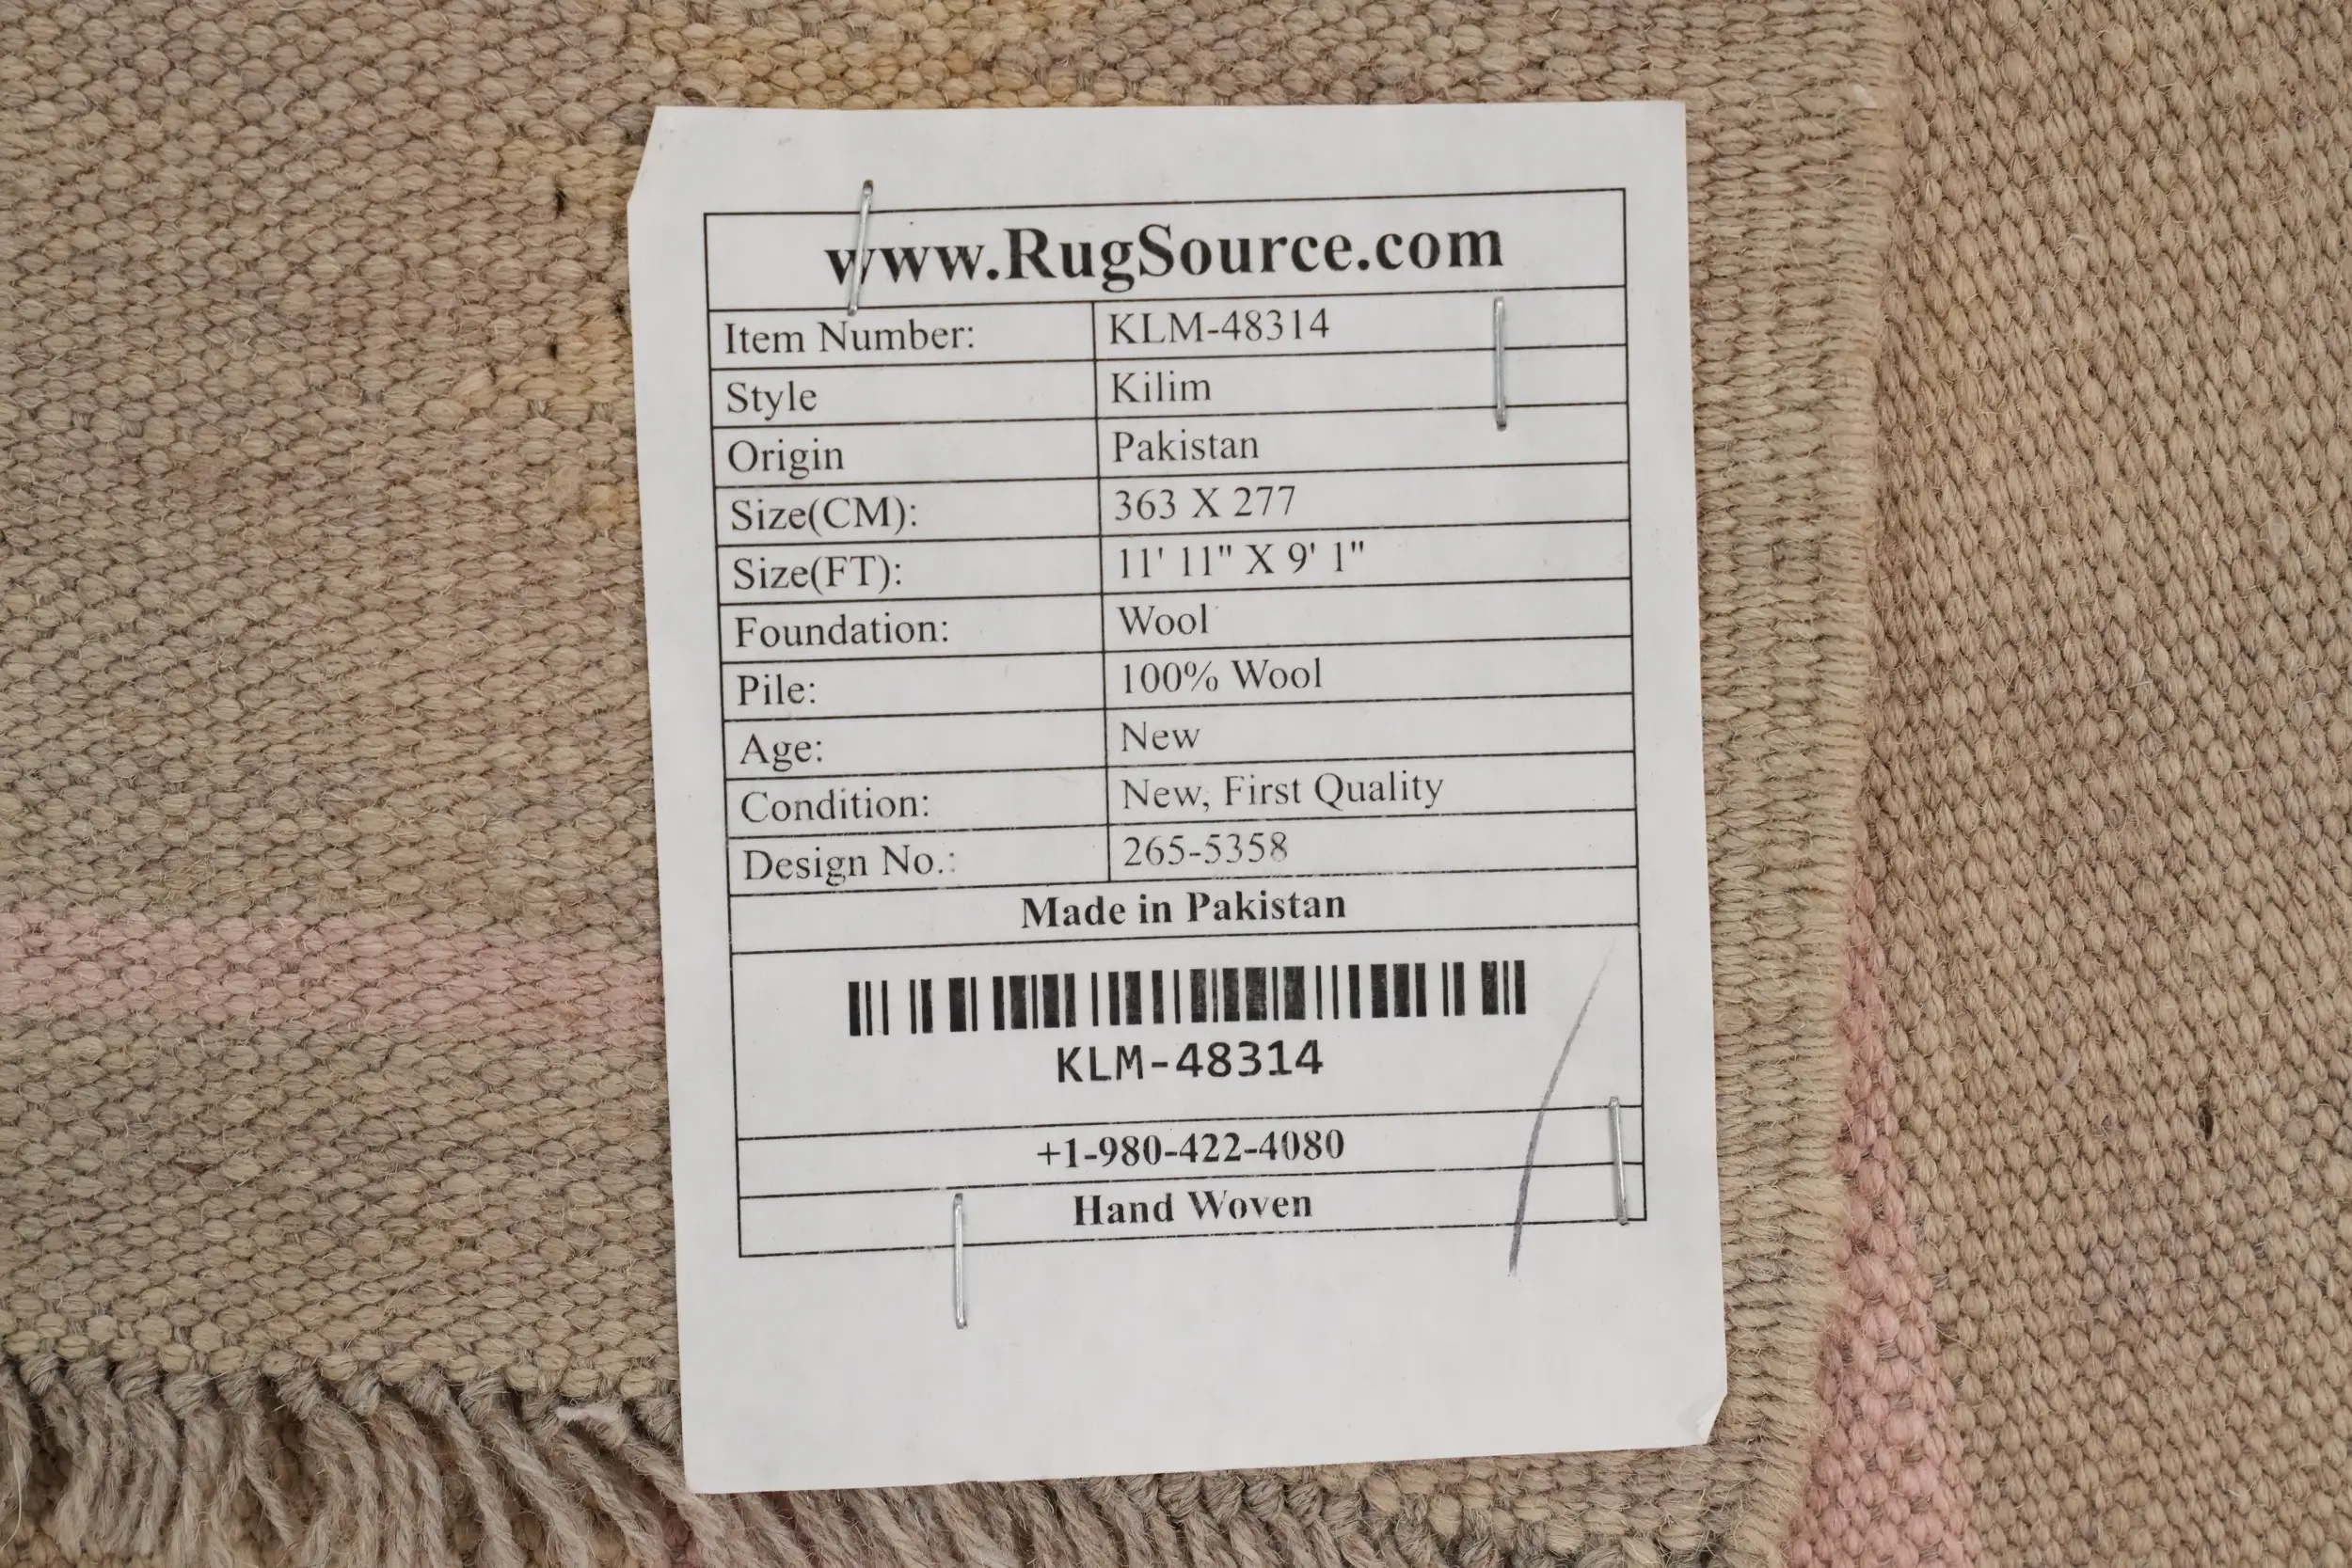 www.RugSource.com
Item Number: KLM-48314
Style Kilim
Origin Pakistan
Size(CM): 363 X 277
Size(FT): 11' 11" X 9' 1"
Foundation: Wool
Pile: 100% Wool
Age: New
Condition: New, First Quality
Design No.: 265-5358
Made in Pakistan
KLM-48314
+1-980-422-4080
Hand Woven